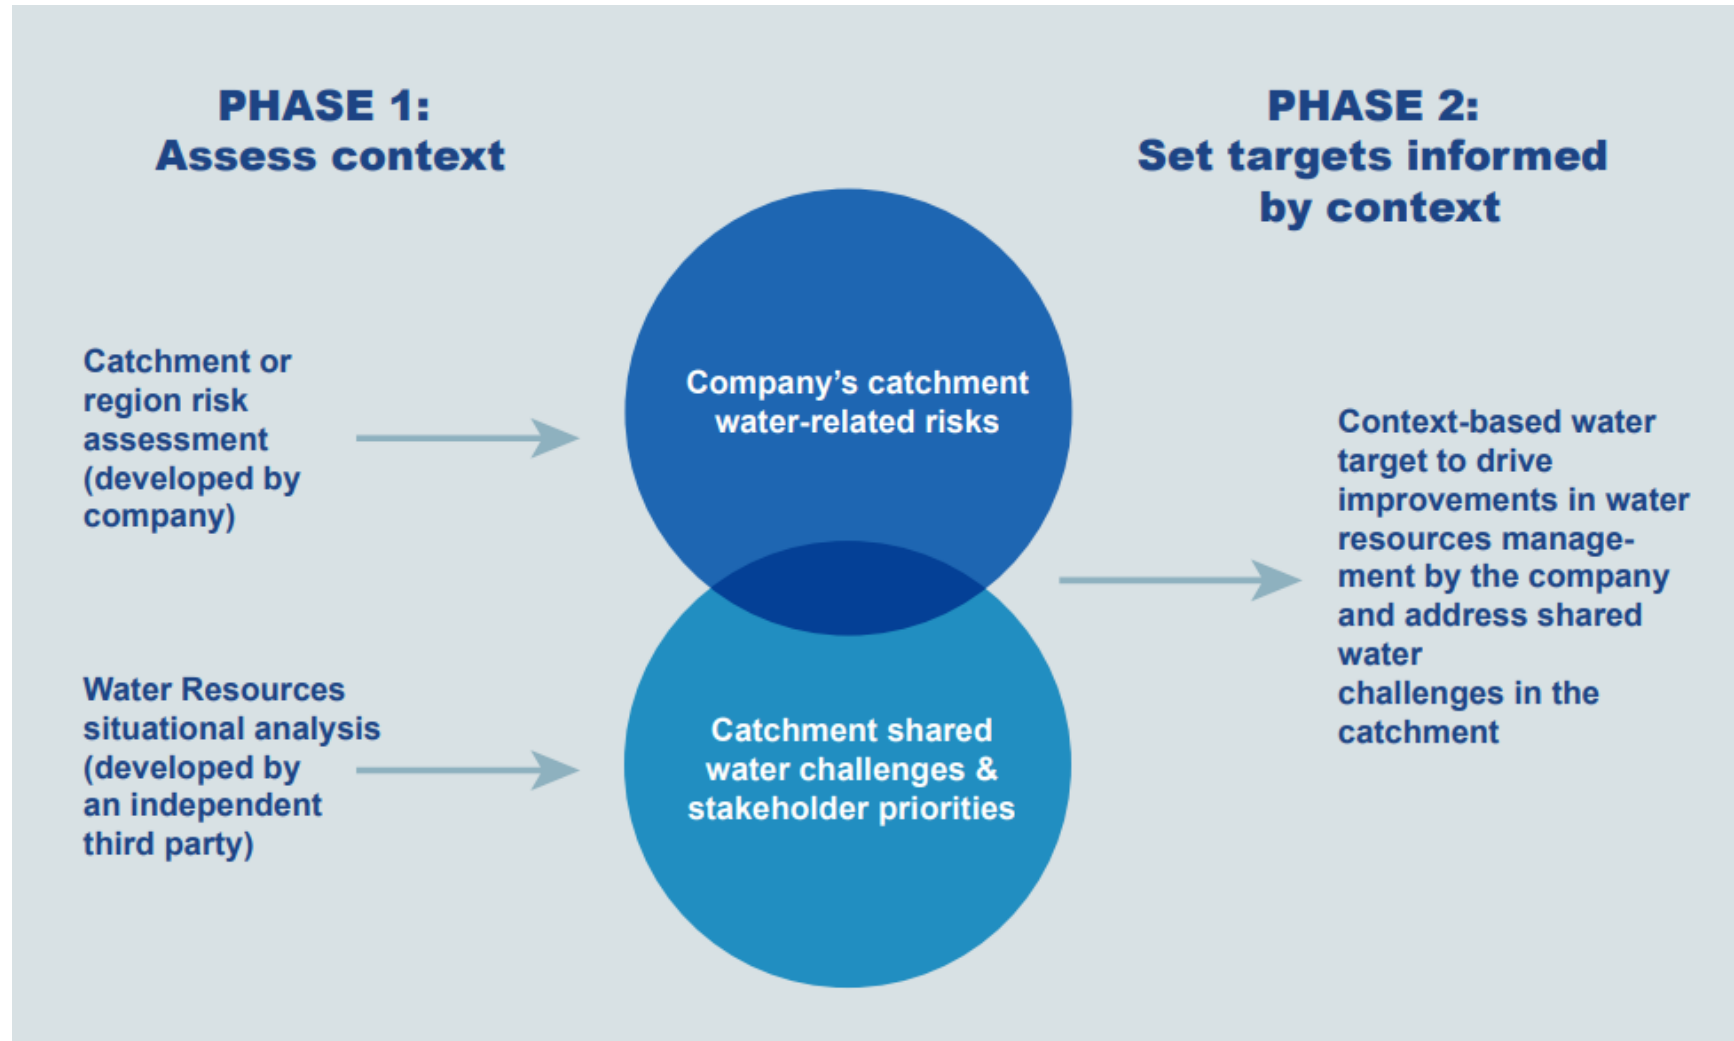 PHASE 1:
Assess context
Catchment or
region risk
assessment
(developed by
company)
Water Resources
situational analysis
(developed by
an independent
third party)
Company’s catchment
water-related risks
Catchment shared
water challenges &
stakeholder priorities
PHASE 2:
Set targets informed
by context
Context-based water
target to drive
improvements in water
resources manage-
ment by the company
and address shared
water
challenges in the
catchment